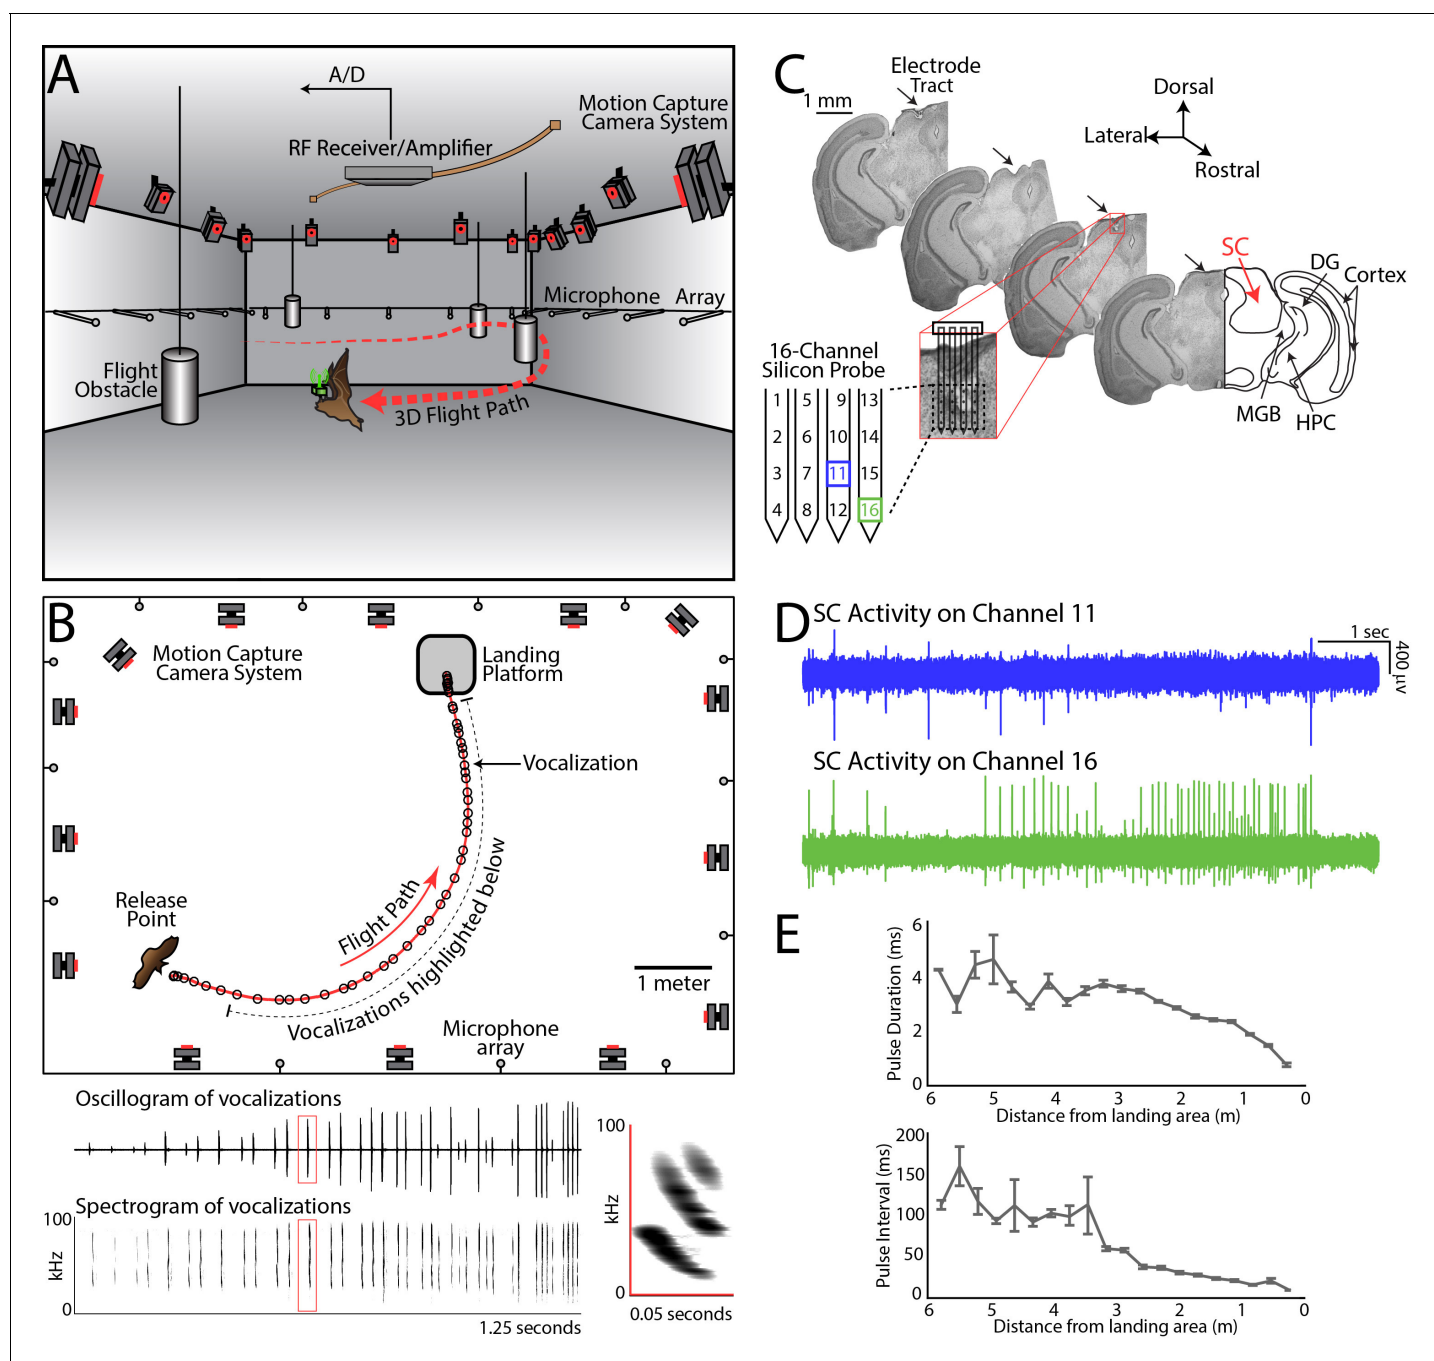 A
A/D
Motion Capture
Camera System
RF Receiver/Amplifier
Microphone Array
Flight
Obstacle
3D Flight Path
B
Motion Capture
Camera System
Landing
Platform
Vocalization
Release
Point
Flight Path
Vocalizations highlighted below
1 meter
Microphone
array
Oscillogram of vocalizations
Spectrogram of vocalizations
100
kHz
0
1.25 seconds
100
kHz
0
0.05 seconds
C
Electrode
Tract
1 mm
Dorsal
Lateral
Rostral
SC
DG
Cortex
MGB
HPC
16-Channel
Silicon Probe
1 5 9 13
2 6 10 14
3 7 11 15
4 8 12 16
D
SC Activity on Channel 11
1 sec
400 μv
SC Activity on Channel 16
E
Pulse Duration (ms)
6
4
2
0
6 5 4 3 2 1 0
Distance from landing area (m)
Pulse Interval (ms)
200
150
100
50
0
6 5 4 3 2 1 0
Distance from landing area (m)